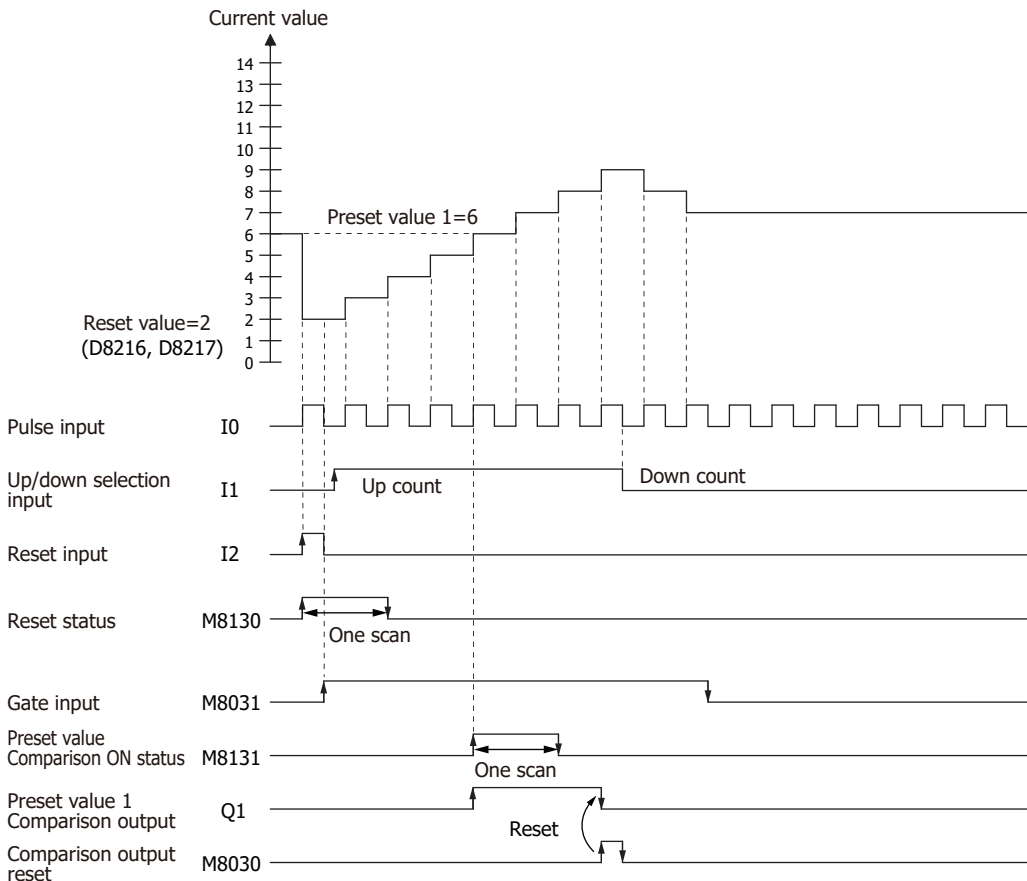 Current value
14
13
12
11
10
9
8
7
6
5
4
3
2
1
0
Preset value 1=6
Reset value=2
(D8216, D8217)
Pulse input I0
Up/down selection
input I1
Up count
Down count
Reset input I2
Reset status M8130
One scan
Gate input M8031
Preset value
Comparison ON status M8131
One scan
Preset value 1
Comparison output Q1
Reset
Comparison output
reset M8030